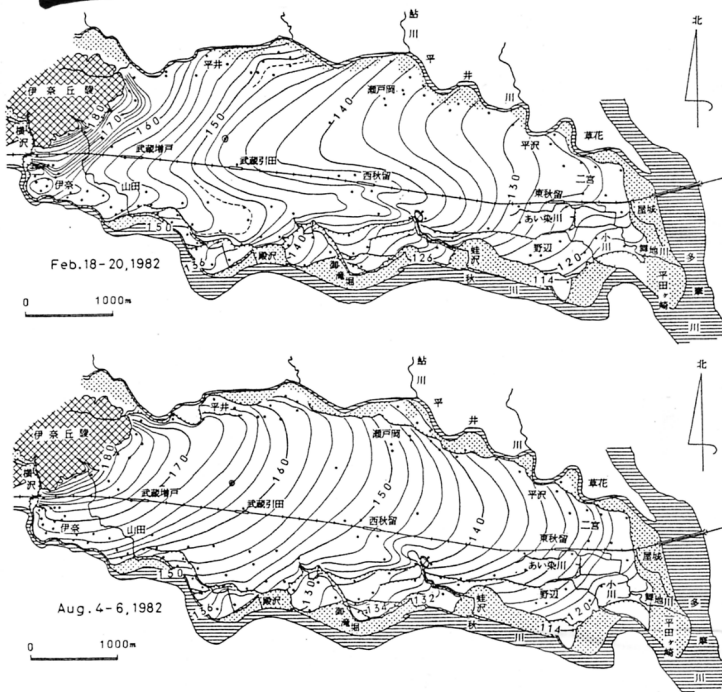 鮎
川
北
平
井
川
平井
伊奈丘陵
瀬戸岡
草花
180
170
160
150
140
横沢
武蔵増戸
平沢
二宮
武蔵引田
130
伊奈
山田
西秋留
東秋留
屋城
あい染川
150
野辺
川
舞地川
多
摩
川
140
120
Feb.18-20,1982
136
殿沢
御滝堀
126
蛙沢
秋
川
114
平田ヶ崎
0 1000m
鮎
川
北
平
井
川
平井
伊奈丘陵
瀬戸岡
草花
180
170
160
150
140
横沢
武蔵増戸
平沢
二宮
武蔵引田
伊奈
山田
西秋留
東秋留
屋城
あい染川
150
130
野辺
小川
舞地川
多
摩
川
120
Aug.4-6,1982
136
殿沢
御滝堀
134
132
蛙沢
秋
川
114
平田ヶ崎
0 1000m